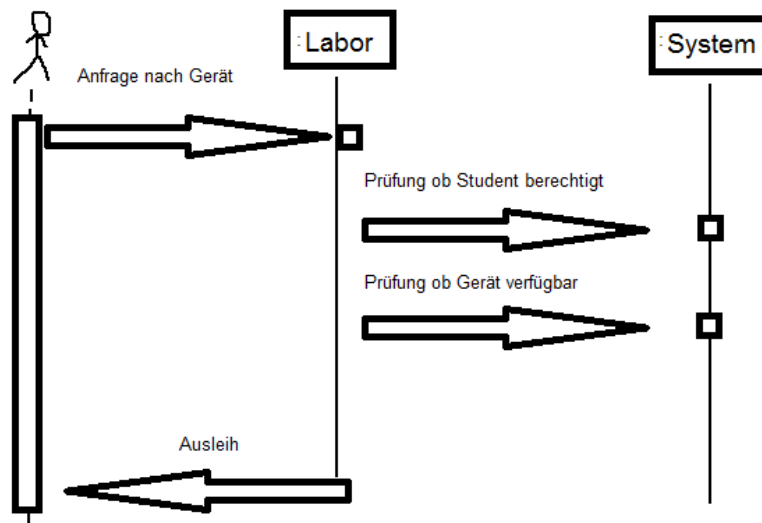 :Labor
:System
Anfrage nach Gerät
Prüfung ob Student berechtigt
Prüfung ob Gerät verfügbar
Ausleih